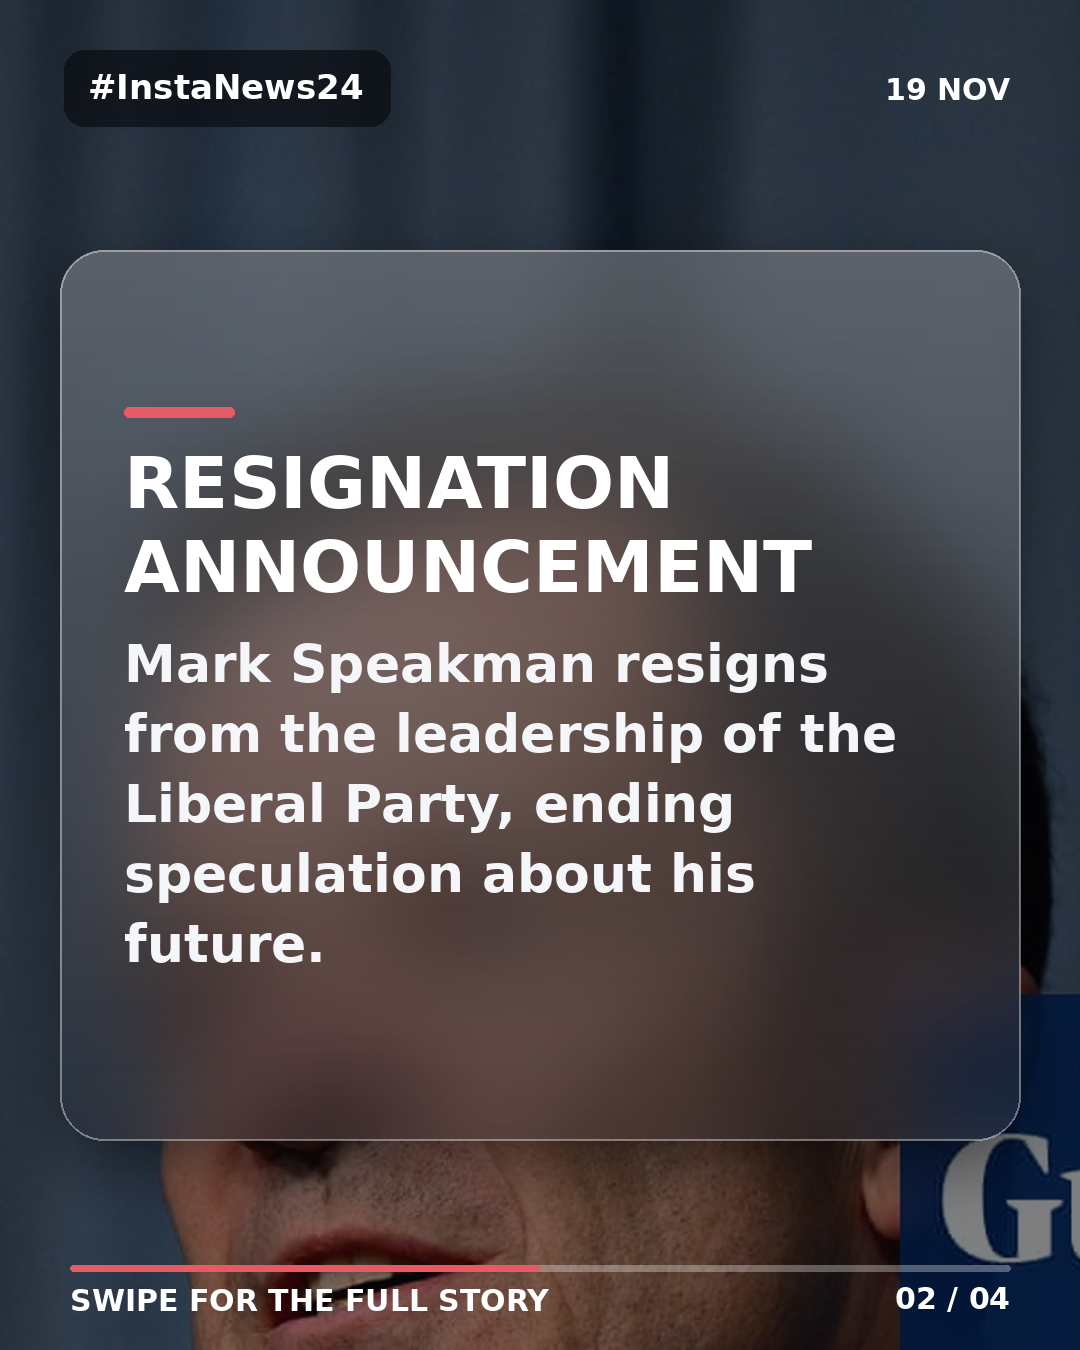 #InstaNews24
19 NOV
RESIGNATION
ANNOUNCEMENT
Mark Speakman resigns
from the leadership of the
Liberal Party, ending
speculation about his
future.
G
SWIPE FOR THE FULL STORY
02 / 04